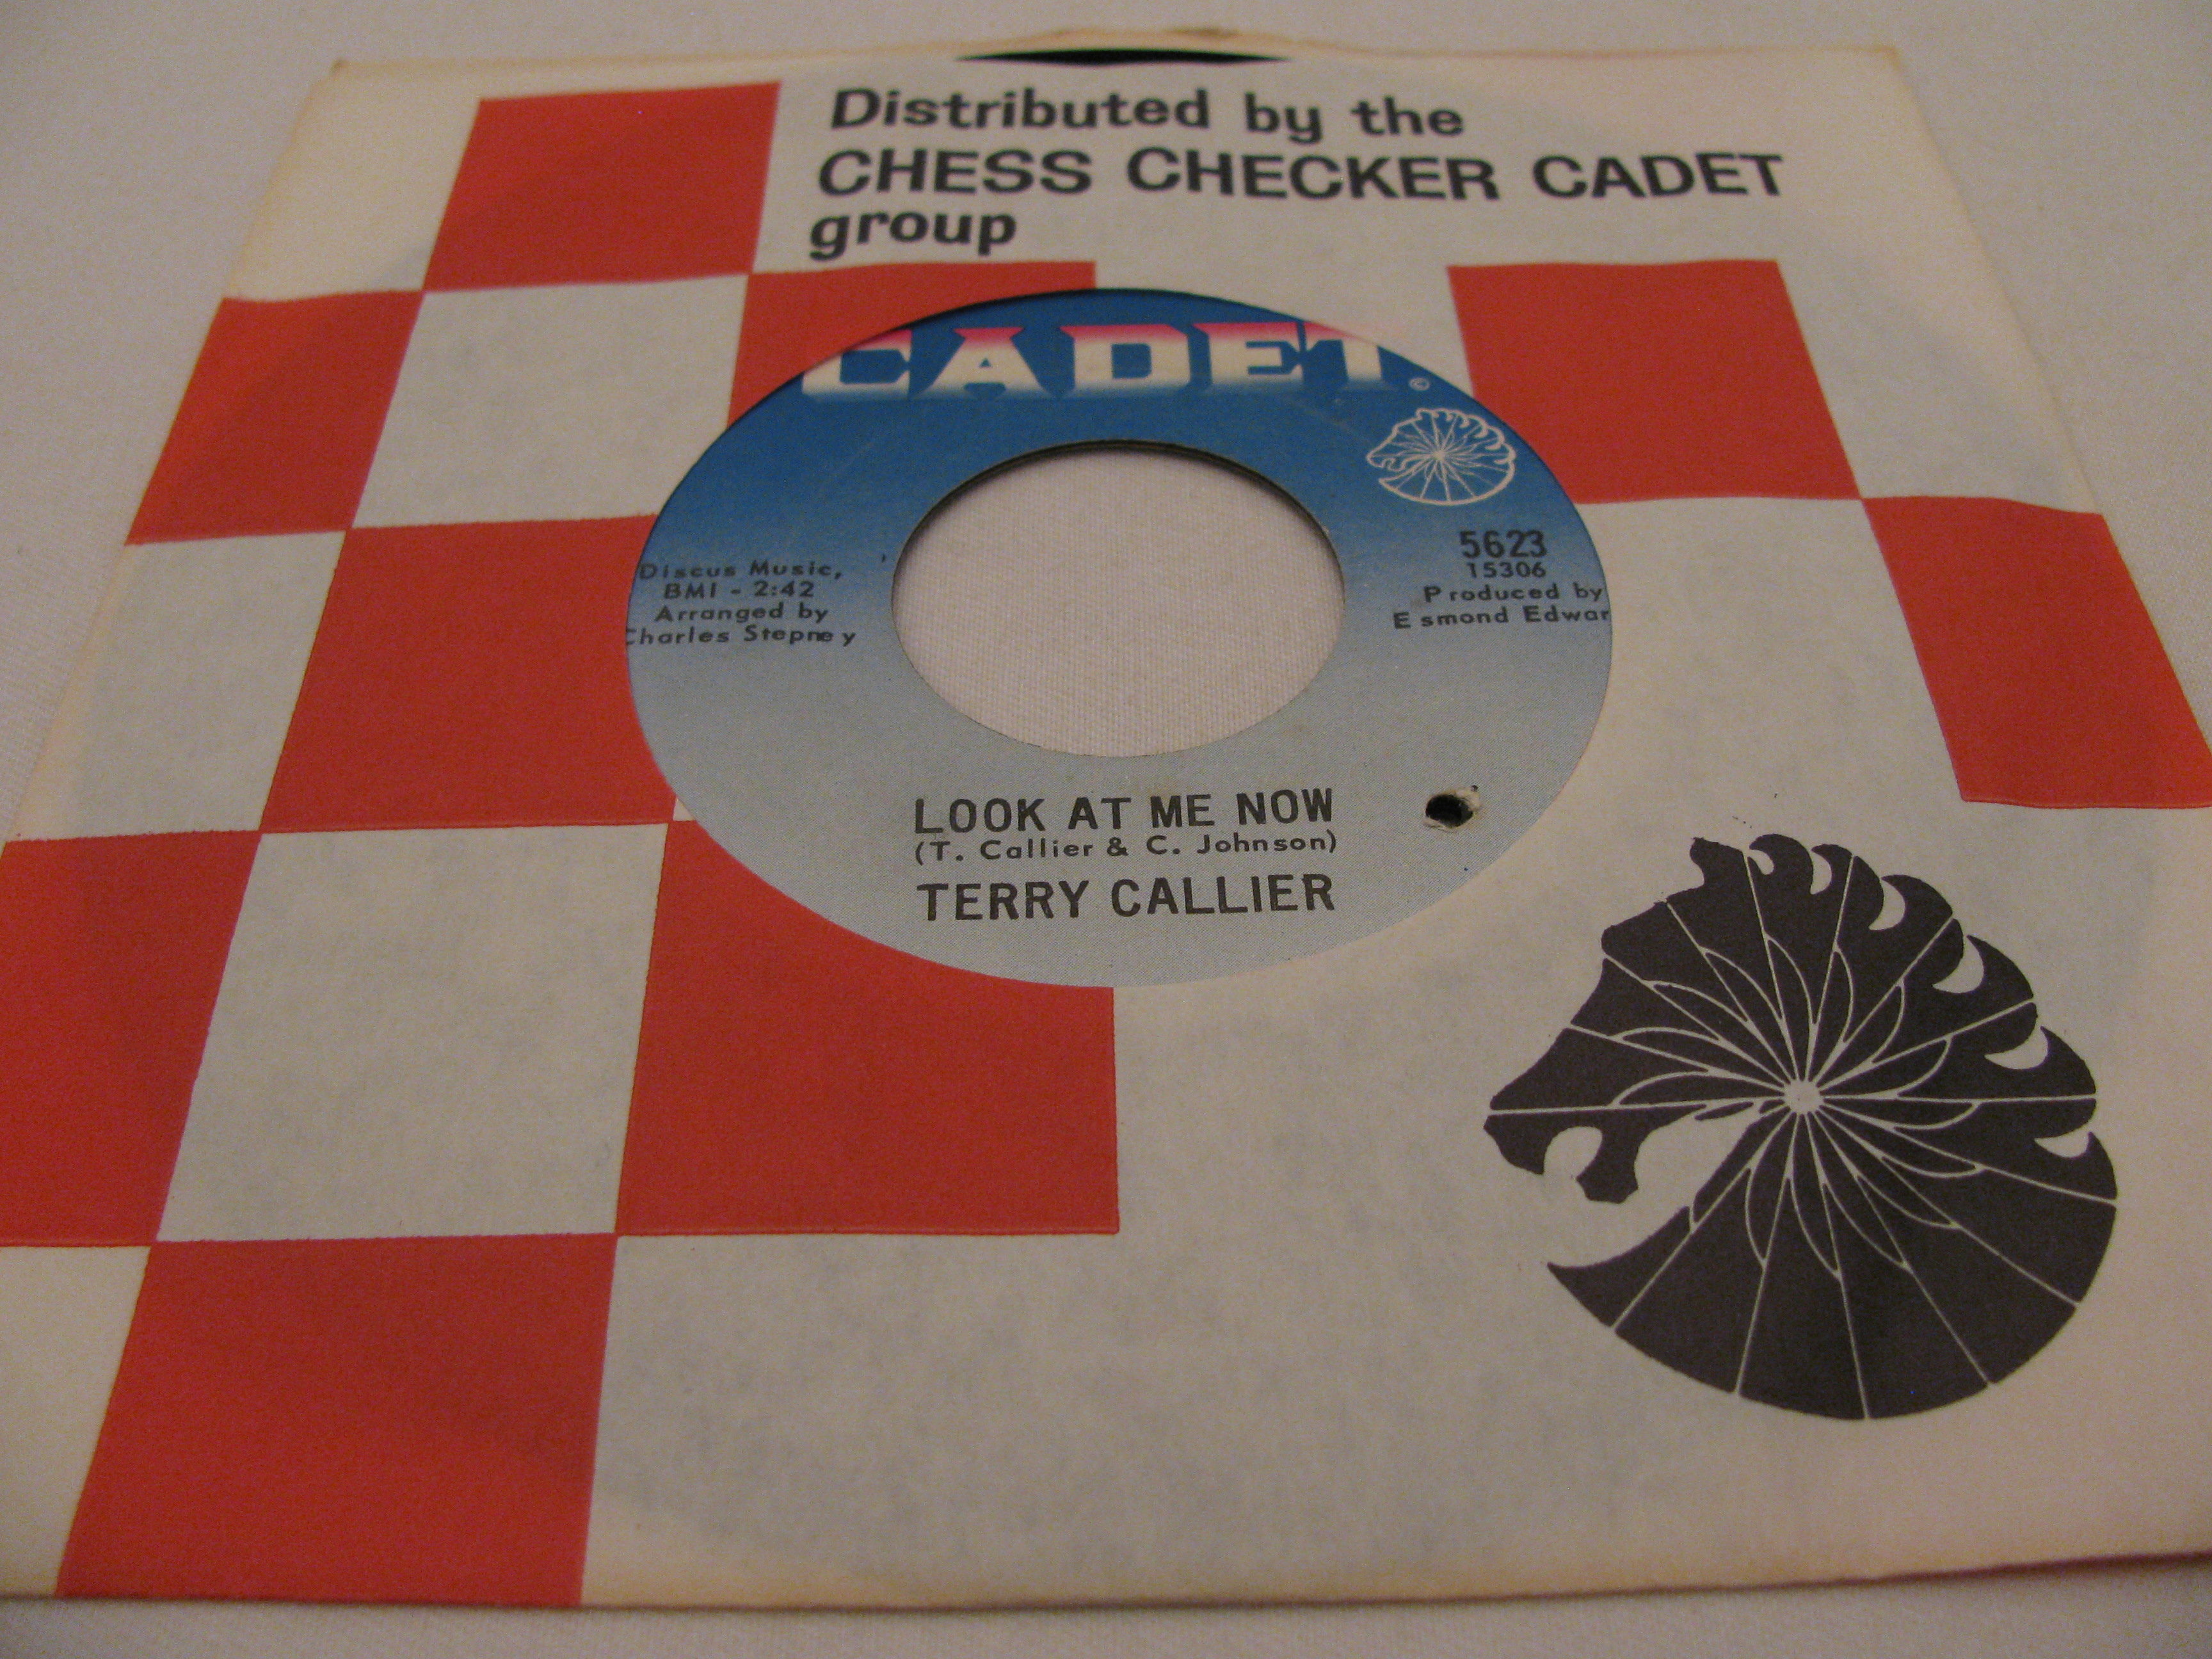 Distributed by the
CHESS CHECKER CADET
group
CADET
©
Discus Music,
BMI - 2:42
Arranged by
Charles Stepney
5623
15306
Produced by
Esmond Edwar
LOOK AT ME NOW
(T. Callier & C. Johnson)
TERRY CALLIER